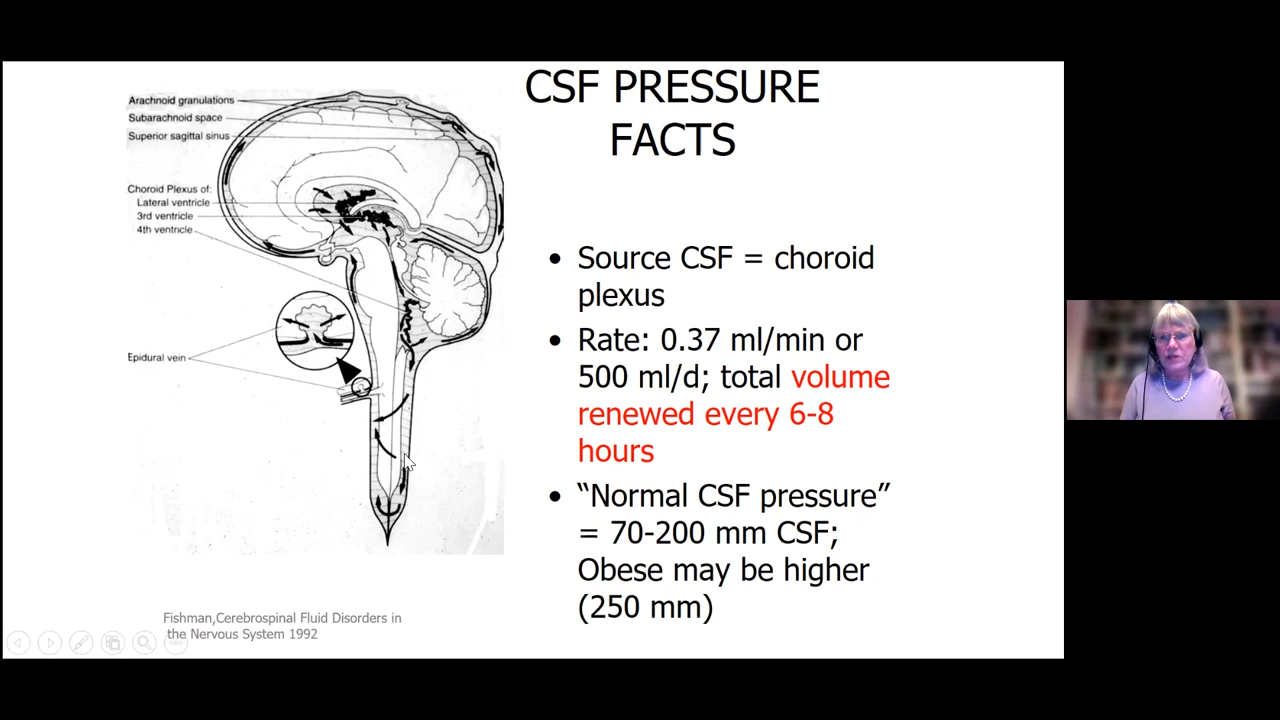 CSF PRESSURE
FACTS
Arachnoid granulations
Subarachnoid space
Superior sagittal sinus
Choroid Plexus of:
Lateral ventricle
3rd ventricle
4th ventricle
Epidural vein
• Source CSF = choroid
plexus
• Rate: 0.37 ml/min or
500 ml/d; total volume
renewed every 6-8
hours
• “Normal CSF pressure”
= 70-200 mm CSF;
Obese may be higher
(250 mm)
Fishman,Cerebrospinal Fluid Disorders in
the Nervous System 1992